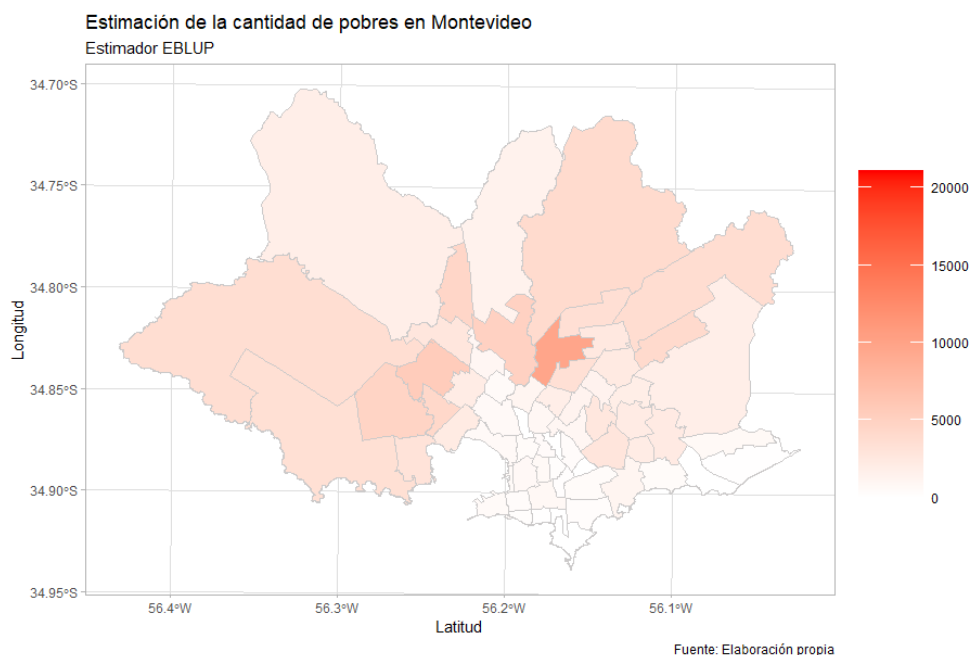 Estimación de la cantidad de pobres en Montevideo
Estimador EBLUP
34.70°S
34.75°S
34.80°S
34.85°S
34.90°S
34.95°S
Longitud
56.4°W
56.3°W
56.2°W
56.1°W
Latitud
20000
15000
10000
5000
0
Fuente: Elaboración propia